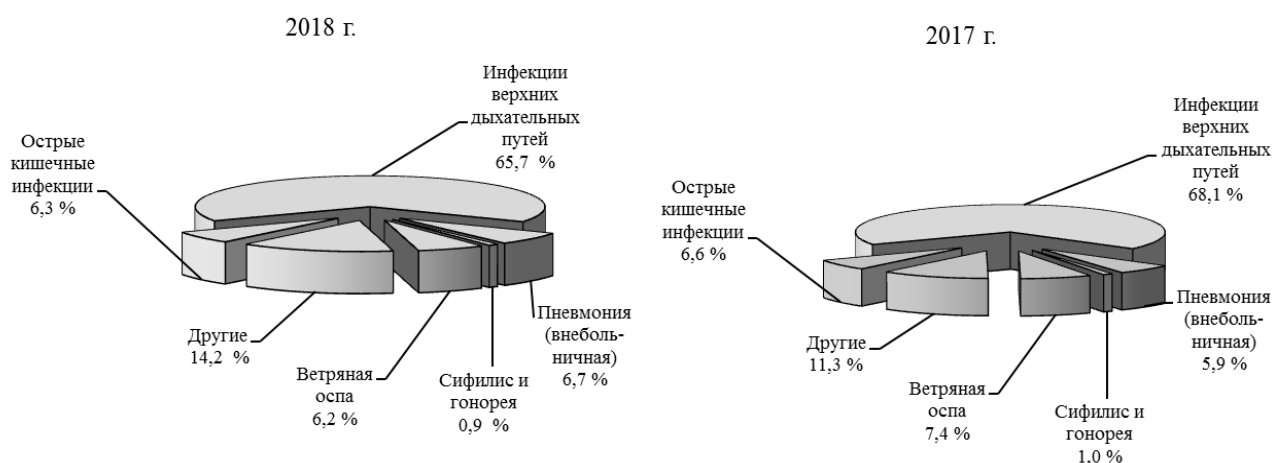 2018 г.
Инфекции
верхних
дыхательных
путей
65,7 %
Острые
кишечные
инфекции
6,3 %
Другие
14,2 %
Ветряная
оспа
6,2 %
Сифилис и
гонорея
0,9 %
Пневмония
(внеболь-
ничная)
6,7 %
2017 г.
Инфекции
верхних
дыхательных
путей
68,1 %
Острые
кишечные
инфекции
6,6 %
Другие
11,3 %
Ветряная
оспа
7,4 %
Сифилис и
гонорея
1,0 %
Пневмония
(внеболь-
ничная)
5,9 %